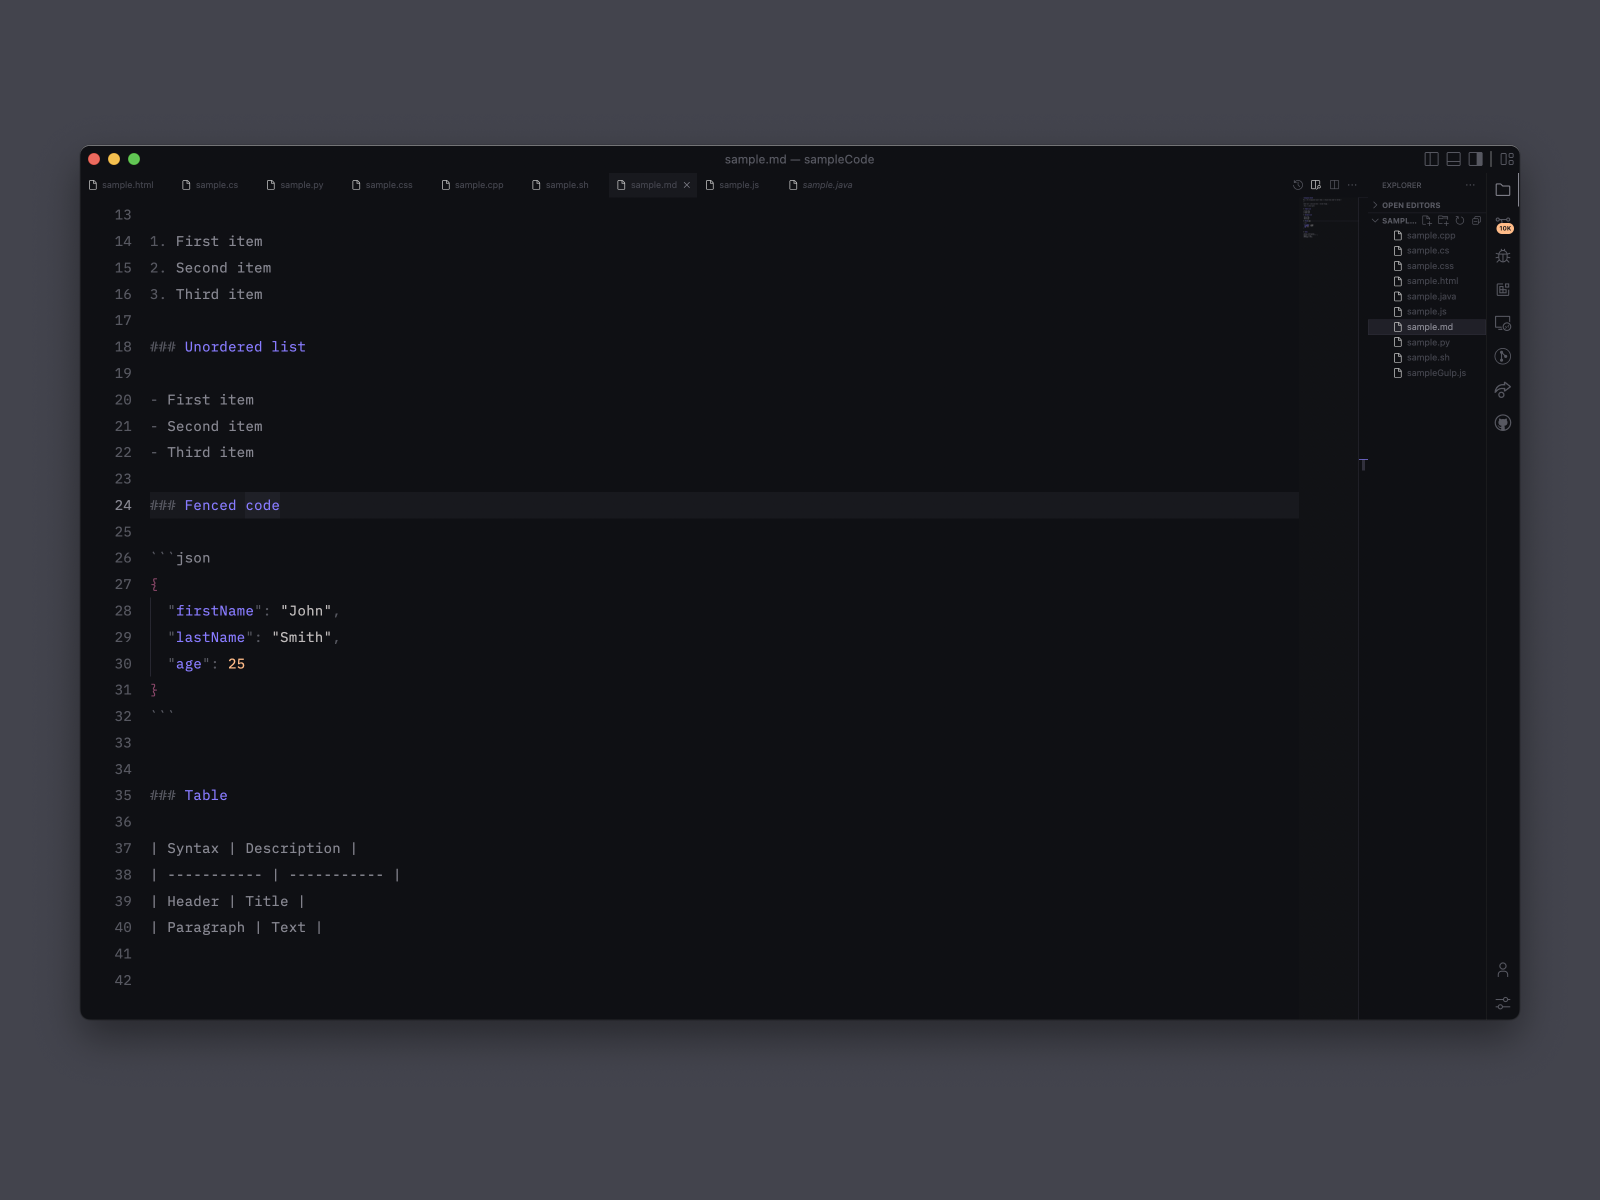 sample.md — sampleCode
sample.html sample.cs sample.py sample.css sample.cpp sample.sh sample.md sample.js sample.java
13
14 1. First item
15 2. Second item
16 3. Third item
17
18 ### Unordered list
19
20 - First item
21 - Second item
22 - Third item
23
24 ### Fenced code
25
26 ```json
27 {
28 "firstName": "John",
29 "lastName": "Smith",
30 "age": 25
31 }
32 ```
33
34
35 ### Table
36
37 | Syntax | Description |
38 | ----------- | ----------- |
39 | Header | Title |
40 | Paragraph | Text |
41
42
EXPLORER
OPEN EDITORS
SAMPL...
sample.cpp
sample.cs
sample.css
sample.html
sample.java
sample.js
sample.md
sample.py
sample.sh
sampleGulp.js
10K